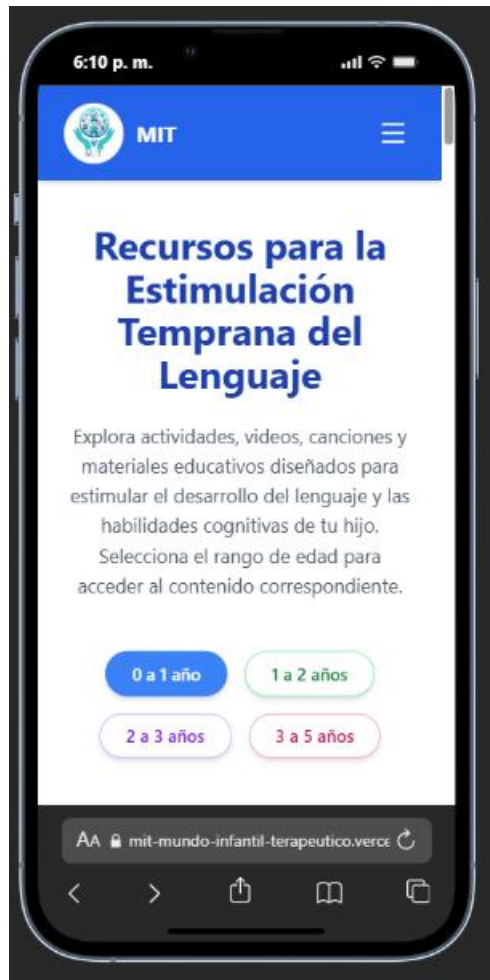 6:10 p. m.
MIT
Recursos para la
Estimulación
Temprana del
Lenguaje
Explora actividades, videos, canciones y
materiales educativos diseñados para
estimular el desarrollo del lenguaje y las
habilidades cognitivas de tu hijo.
Selecciona el rango de edad para
acceder al contenido correspondiente.
0 a 1 año
1 a 2 años
2 a 3 años
3 a 5 años
AA mit-mundo-infantil-terapeutico.verce